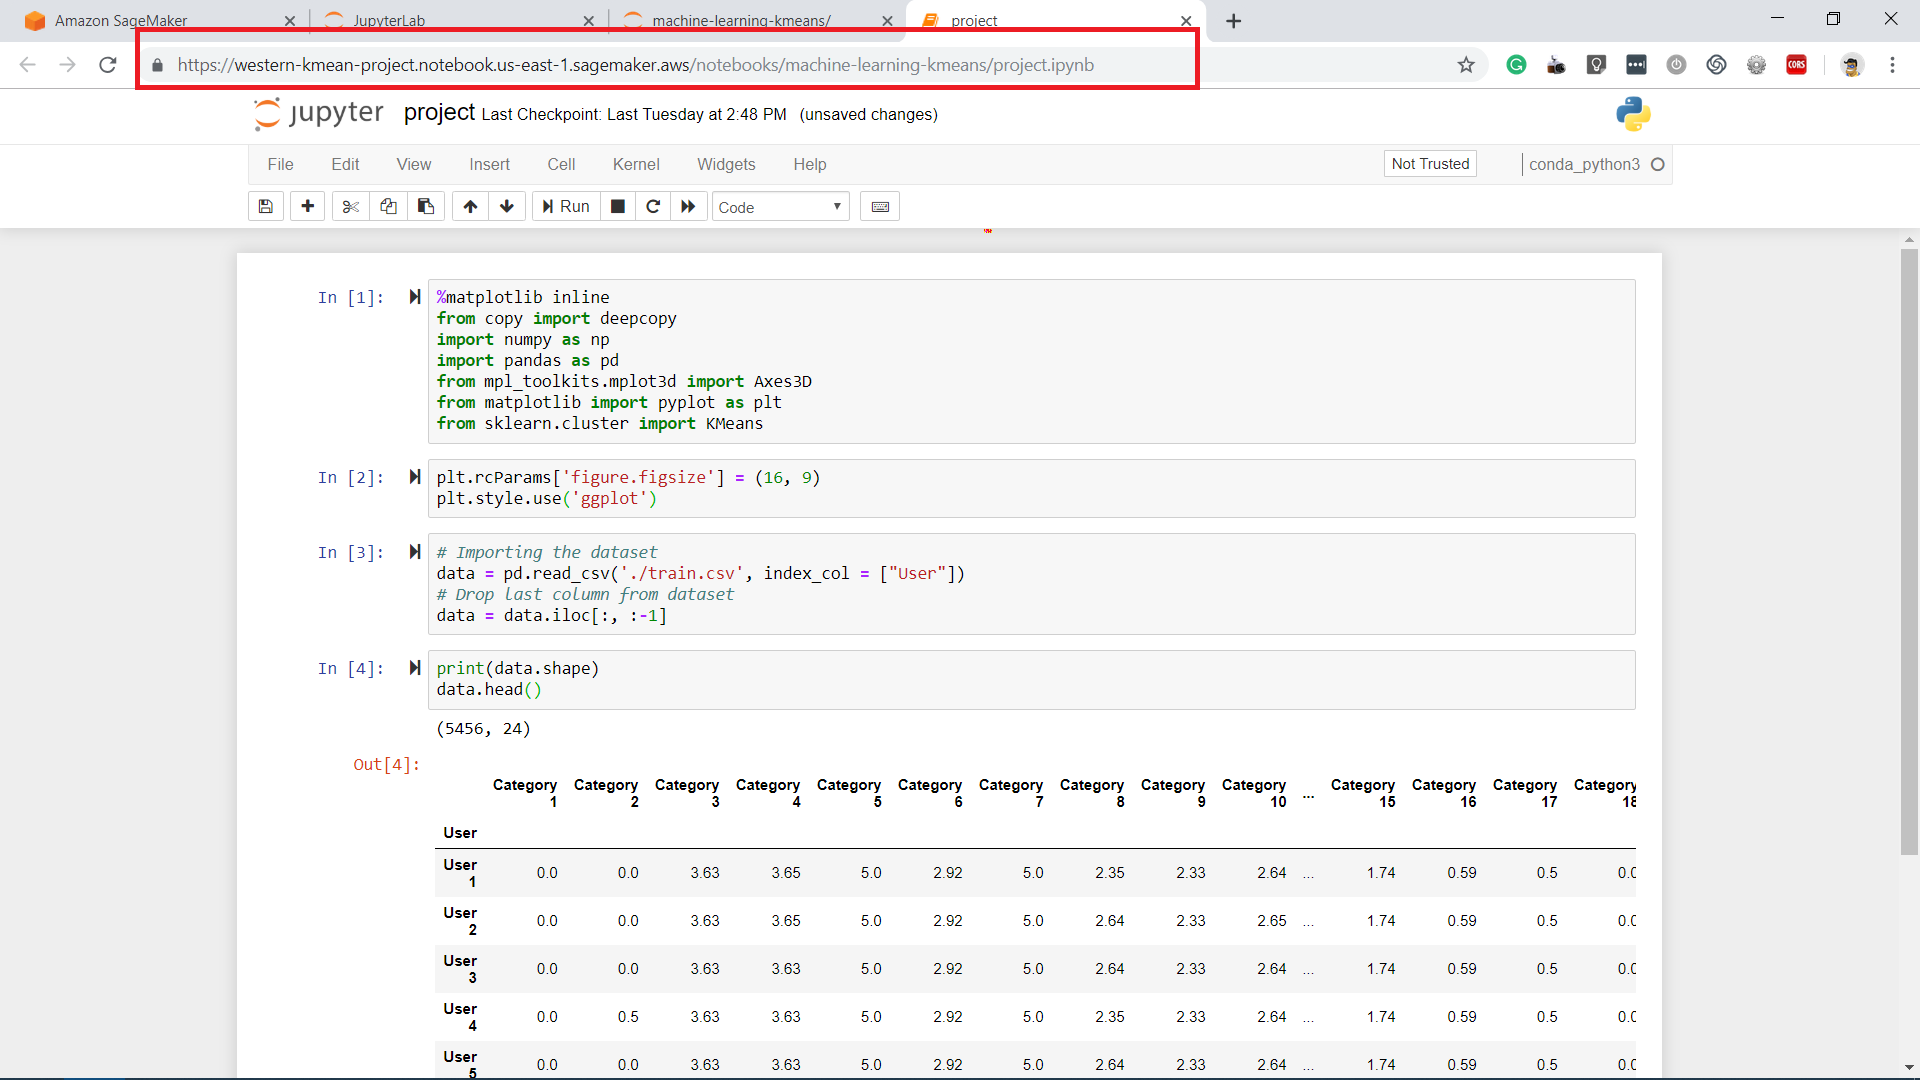 Amazon SageMaker
JupyterLab
machine-learning-kmeans/
project
https://western-kmean-project.notebook.us-east-1.sagemaker.aws/notebooks/machine-learning-kmeans/project.ipynb
CORS
jupyter project Last Checkpoint: Last Tuesday at 2:48 PM (unsaved changes)
File Edit View Insert Cell Kernel Widgets Help Not Trusted conda_python3
Run Code
In [1]: %matplotlib inline
from copy import deepcopy
import numpy as np
import pandas as pd
from mpl_toolkits.mplot3d import Axes3D
from matplotlib import pyplot as plt
from sklearn.cluster import KMeans
In [2]: plt.rcParams['figure.figsize'] = (16, 9)
plt.style.use('ggplot')
In [3]: # Importing the dataset
data = pd.read_csv('./train.csv', index_col = ["User"])
# Drop last column from dataset
data = data.iloc[:, :-1]
In [4]: print(data.shape)
data.head()
(5456, 24)
Out[4]:
Category Category Category Category Category Category Category Category Category Category ... Category Category Category Category
1 2 3 4 5 6 7 8 9 10 15 16 17 18
User
User 1 0.0 0.0 3.63 3.65 5.0 2.92 5.0 2.35 2.33 2.64 ... 1.74 0.59 0.5 0.0
User 2 0.0 0.0 3.63 3.65 5.0 2.92 5.0 2.64 2.33 2.65 ... 1.74 0.59 0.5 0.0
User 3 0.0 0.0 3.63 3.63 5.0 2.92 5.0 2.64 2.33 2.64 ... 1.74 0.59 0.5 0.0
User 4 0.0 0.5 3.63 3.63 5.0 2.92 5.0 2.35 2.33 2.64 ... 1.74 0.59 0.5 0.0
User 5 0.0 0.0 3.63 3.63 5.0 2.92 5.0 2.64 2.33 2.64 ... 1.74 0.59 0.5 0.0